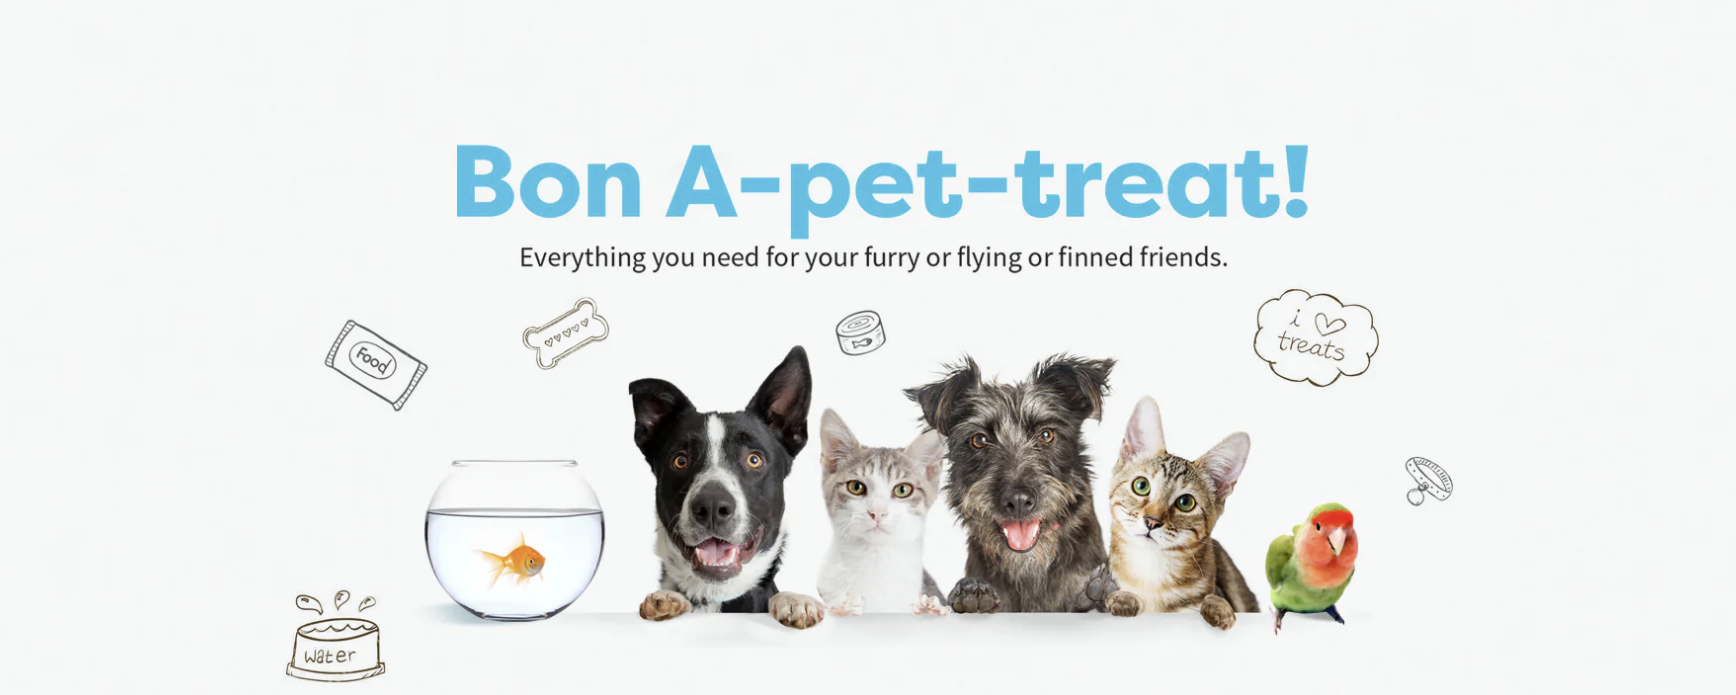 Bon A-pet-treat!
Everything you need for your furry or flying or finned friends.
Food
i ♡
treats
water